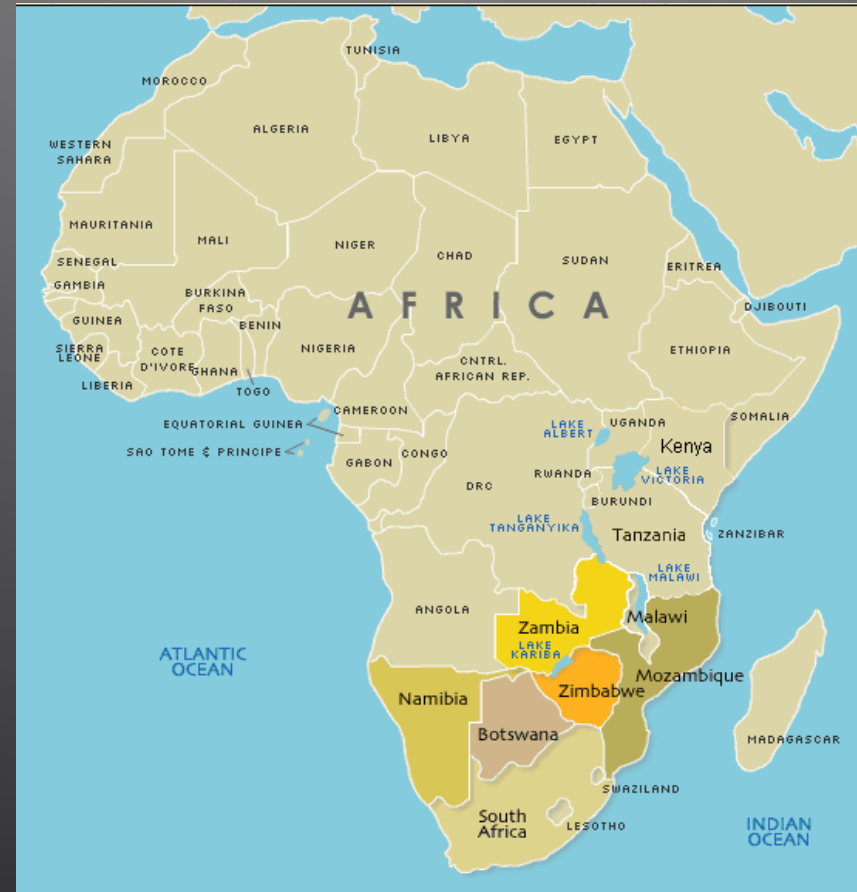 TUNISIA
MOROCCO
ALGERIA
LIBYA
EGYPT
WESTERN
SAHARA
MAURITANIA
MALI
NIGER
CHAD
SUDAN
ERITREA
SENEGAL
GAMBIA
BURKINA
FASO
DJIBOUTI
AFRICA
GUINEA
BENIN
NIGERIA
ETHIOPIA
SIERRA
LEONE
COTE
D'IVORE
GHANA
CNTRL.
AFRICAN REP.
LIBERIA
TOGO
CAMEROON
SOMALIA
EQUATORIAL GUINEA
LAKE
ALBERT
UGANDA
Kenya
SAO TOME & PRINCIPE
GABON
CONGO
RWANDA
LAKE
VICTORIA
DRC
BURUNDI
LAKE
TANGANYIKA
Tanzania
ZANZIBAR
LAKE
MALAWI
ANGOLA
Malawi
Zambia
LAKE
KARIBA
ATLANTIC
OCEAN
Mozambique
Zimbabwe
Namibia
Botswana
MADAGASCAR
SWAZILAND
South
Africa
LESOTHO
INDIAN
OCEAN